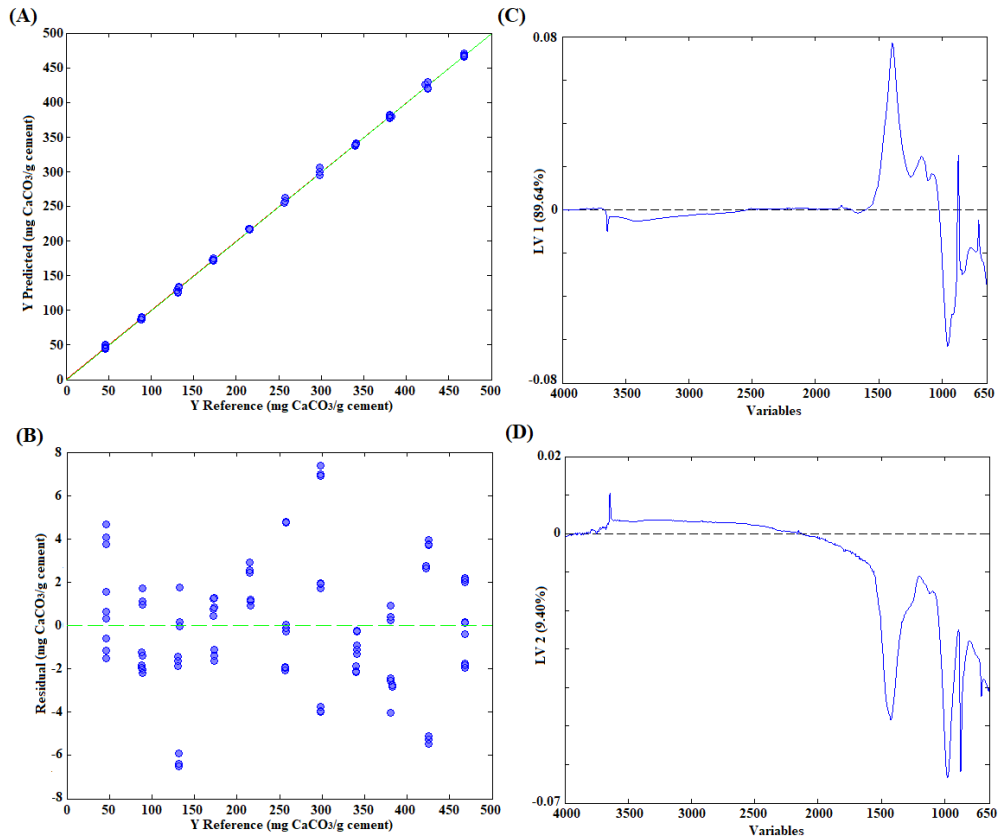 (A)
500
450
400
350
300
250
200
150
100
50
0
Y Predicted (mg CaCO₃/g cement)
0 50 100 150 200 250 300 350 400 450 500
Y Reference (mg CaCO₃/g cement)
(C)
0.08
0
-0.08
LV 1 (89.64%)
4000 3500 3000 2500 2000 1500 1000 650
Variables
(B)
8
6
4
2
0
-2
-4
-6
-8
Residual (mg CaCO₃/g cement)
0 50 100 150 200 250 300 350 400 450 500
Y Reference (mg CaCO₃/g cement)
(D)
0.02
0
-0.07
LV 2 (9.40%)
4000 3500 3000 2500 2000 1500 1000 650
Variables